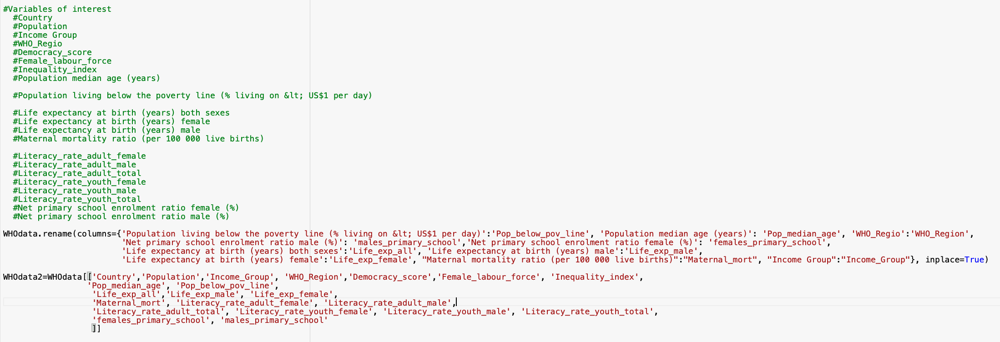 #Variables of interest
#Country
#Population
#Income Group
#WHO_Regio
#Democracy_score
#Female_labour_force
#Inequality_index
#Population median age (years)
#Population living below the poverty line (% living on &lt; US$1 per day)
#Life expectancy at birth (years) both sexes
#Life expectancy at birth (years) female
#Life expectancy at birth (years) male
#Maternal mortality ratio (per 100 000 live births)
#Literacy_rate_adult_female
#Literacy_rate_adult_male
#Literacy_rate_adult_total
#Literacy_rate_youth_female
#Literacy_rate_youth_male
#Literacy_rate_youth_total
#Net primary school enrolment ratio female (%)
#Net primary school enrolment ratio male (%)
WHOdata.rename(columns={'Population living below the poverty line (% living on &lt; US$1 per day)':'Pop_below_pov_line', 'Population median age (years)': 'Pop_median_age', 'WHO_Regio':'WHO_Region',
'Net primary school enrolment ratio male (%)': 'males_primary_school','Net primary school enrolment ratio female (%)': 'females_primary_school',
'Life expectancy at birth (years) both sexes':'Life_exp_all', 'Life expectancy at birth (years) male':'Life_exp_male',
'Life expectancy at birth (years) female':'Life_exp_female', "Maternal mortality ratio (per 100 000 live births)":"Maternal_mort", "Income Group":"Income_Group"}, inplace=True)
WHOdata2=WHOdata[['Country','Population','Income_Group', 'WHO_Region','Democracy_score','Female_labour_force', 'Inequality_index',
'Pop_median_age', 'Pop_below_pov_line',
'Life_exp_all','Life_exp_male', 'Life_exp_female',
'Maternal_mort', 'Literacy_rate_adult_female', 'Literacy_rate_adult_male',
'Literacy_rate_adult_total', 'Literacy_rate_youth_female', 'Literacy_rate_youth_male', 'Literacy_rate_youth_total',
'females_primary_school', 'males_primary_school'
]]